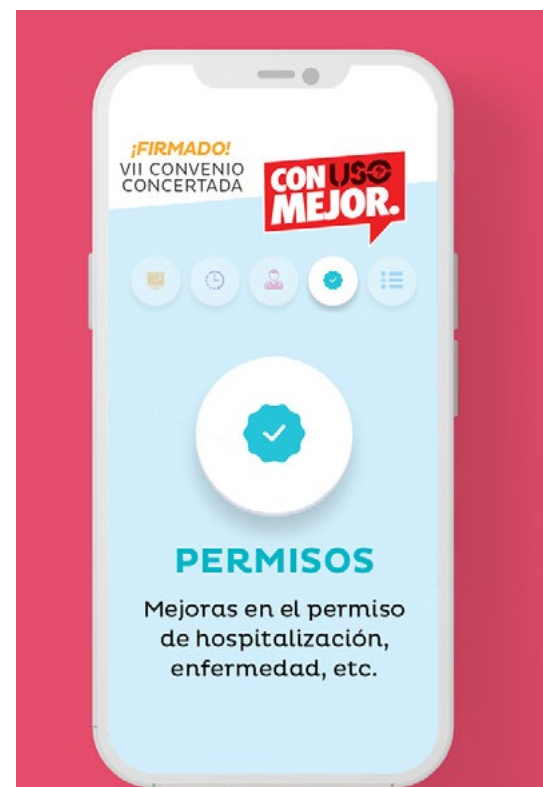 ¡FIRMADO!
VII CONVENIO
CONCERTADA
CON USO
MEJOR.
PERMISOS
Mejoras en el permiso
de hospitalización,
enfermedad, etc.